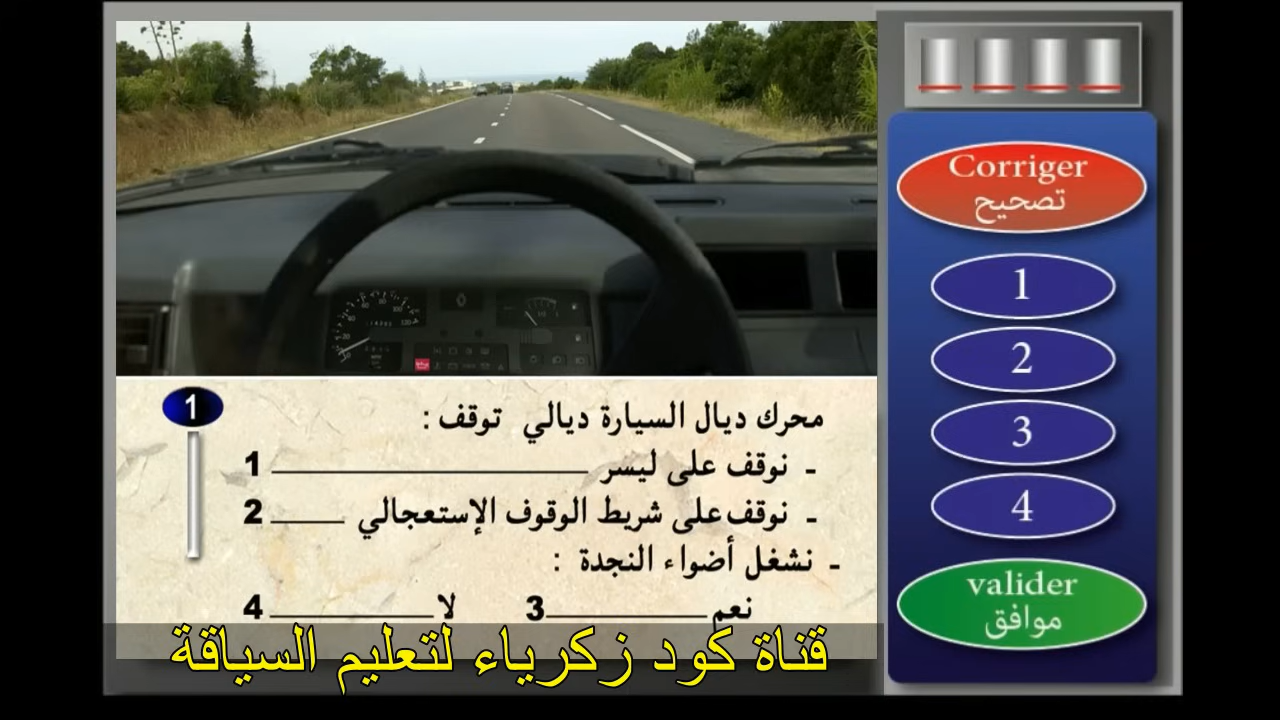 1
محرك ديال السيارة ديالي توقف :
- نوقف على ليسر 1
- نوقف على شريط الوقوف الإستعجالي 2
- نشغل أضواء النجدة :
نعم 3 لا 4
قناة كود زكرياء لتعليم السياقة
Corriger
تصحيح
1
2
3
4
valider
موافق